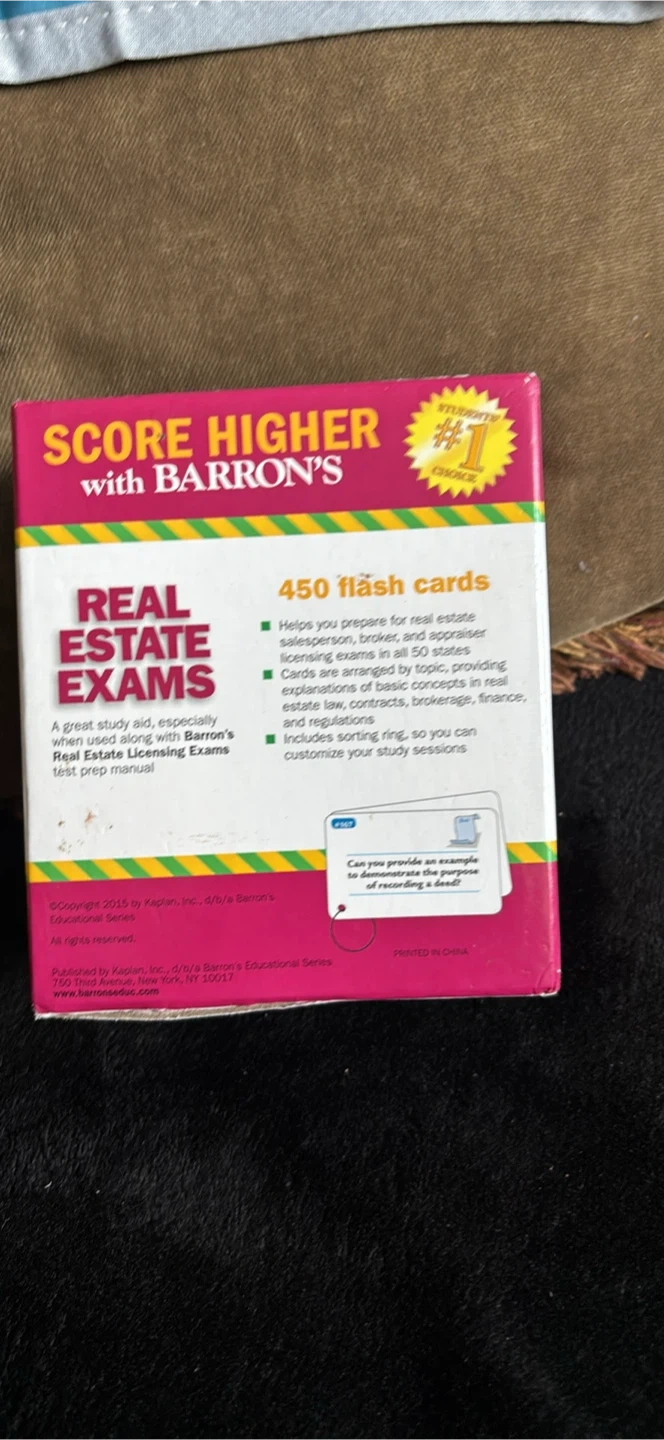 SCORE HIGHER
with BARRON'S
STUDENTS'
#1
CHOICE
REAL
ESTATE
EXAMS
A great study aid, especially
when used along with Barron's
Real Estate Licensing Exams
test prep manual
450 flash cards
Helps you prepare for real estate
salesperson, broker, and appraiser
licensing exams in all 50 states
Cards are arranged by topic, providing
explanations of basic concepts in real
estate law, contracts, brokerage, finance,
and regulations
Includes sorting ring, so you can
customize your study sessions
Can you provide an example
to demonstrate the purpose
of recording a deed?
©Copyright 2015 by Kaplan, Inc., d/b/a Barron's
Educational Series
All rights reserved.
Published by Kaplan, Inc., d/b/a Barron's Educational Series
750 Third Avenue, New York, NY 10017
www.barronseduc.com
PRINTED IN CHINA